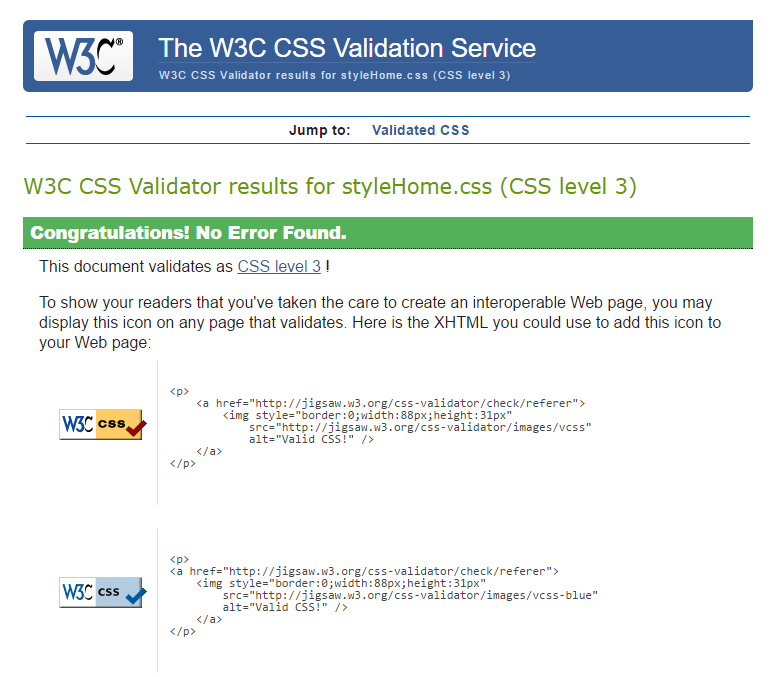 W3C®
The W3C CSS Validation Service
W3C CSS Validator results for styleHome.css (CSS level 3)
Jump to: Validated CSS
W3C CSS Validator results for styleHome.css (CSS level 3)
Congratulations! No Error Found.
This document validates as CSS level 3 !
To show your readers that you've taken the care to create an interoperable Web page, you may
display this icon on any page that validates. Here is the XHTML you could use to add this icon to
your Web page:
W3C css
<p>
<a href="http://jigsaw.w3.org/css-validator/check/referer">
<img style="border:0;width:88px;height:31px"
src="http://jigsaw.w3.org/css-validator/images/vcss"
alt="Valid CSS!" />
</a>
</p>
W3C css
<p>
<a href="http://jigsaw.w3.org/css-validator/check/referer">
<img style="border:0;width:88px;height:31px"
src="http://jigsaw.w3.org/css-validator/images/vcss-blue"
alt="Valid CSS!" />
</a>
</p>